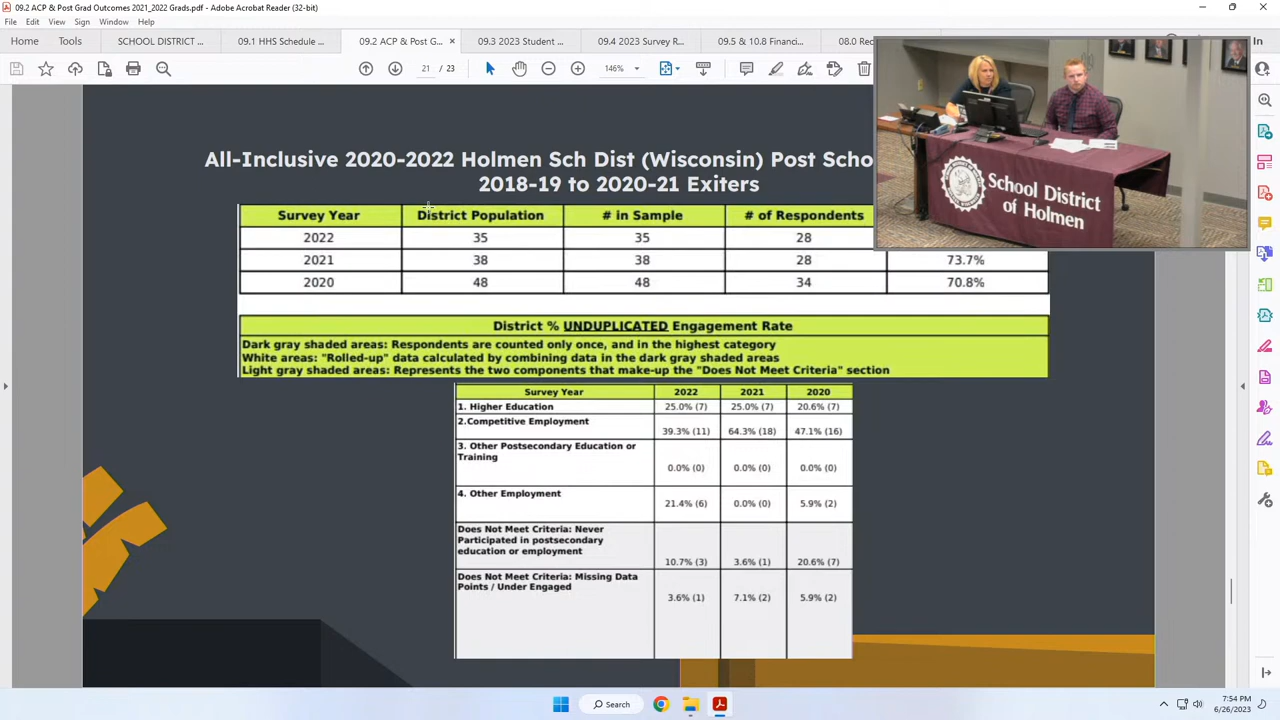 09.2 ACP & Post Grad Outcomes 2021_2022 Grads.pdf - Adobe Acrobat Reader (32-bit)
File Edit View Sign Window Help
Home Tools SCHOOL DISTRICT ... 09.1 HHS Schedule ... 09.2 ACP & Post G... × 09.3 2023 Student ... 09.4 2023 Survey R... 09.5 & 10.8 Financi... 08.0 Reco In
21 / 23 146%
All-Inclusive 2020-2022 Holmen Sch Dist (Wisconsin) Post Scho
2018-19 to 2020-21 Exiters
Survey Year District Population # in Sample # of Respondents
2022 35 35 28
2021 38 38 28 73.7%
2020 48 48 34 70.8%
District % UNDUPLICATED Engagement Rate
Dark gray shaded areas: Respondents are counted only once, and in the highest category
White areas: "Rolled-up" data calculated by combining data in the dark gray shaded areas
Light gray shaded areas: Represents the two components that make-up the "Does Not Meet Criteria" section
Survey Year 2022 2021 2020
1. Higher Education 25.0% (7) 25.0% (7) 20.6% (7)
2.Competitive Employment
39.3% (11) 64.3% (18) 47.1% (16)
3. Other Postsecondary Education or
Training
0.0% (0) 0.0% (0) 0.0% (0)
4. Other Employment
21.4% (6) 0.0% (0) 5.9% (2)
Does Not Meet Criteria: Never
Participated in postsecondary
education or employment
10.7% (3) 3.6% (1) 20.6% (7)
Does Not Meet Criteria: Missing Data
Points / Under Engaged
3.6% (1) 7.1% (2) 5.9% (2)
School District
of Holmen
Search
7:54 PM
6/26/2023